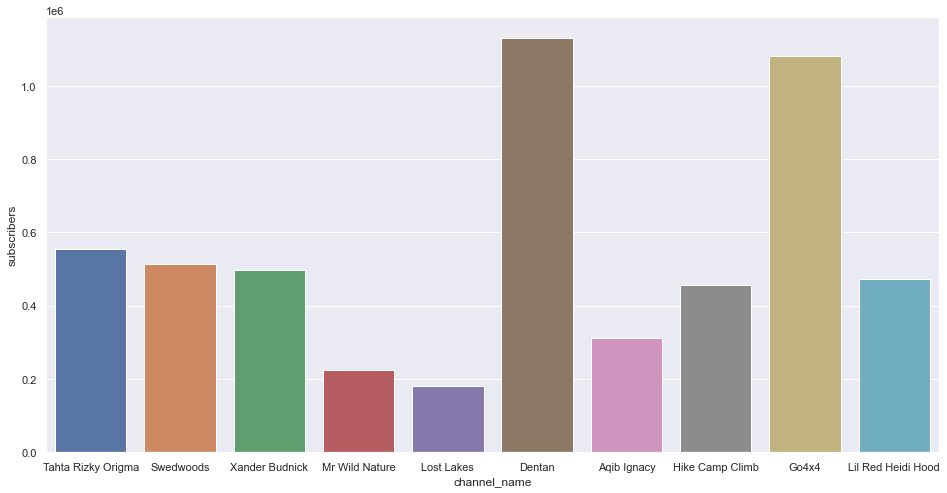 1e6
1.0
0.8
0.6
0.4
0.2
0.0
subscribers
Tahta Rizky Origma Swedwoods Xander Budnick Mr Wild Nature Lost Lakes Dentan Aqib Ignacy Hike Camp Climb Go4x4 Lil Red Heidi Hood
channel_name